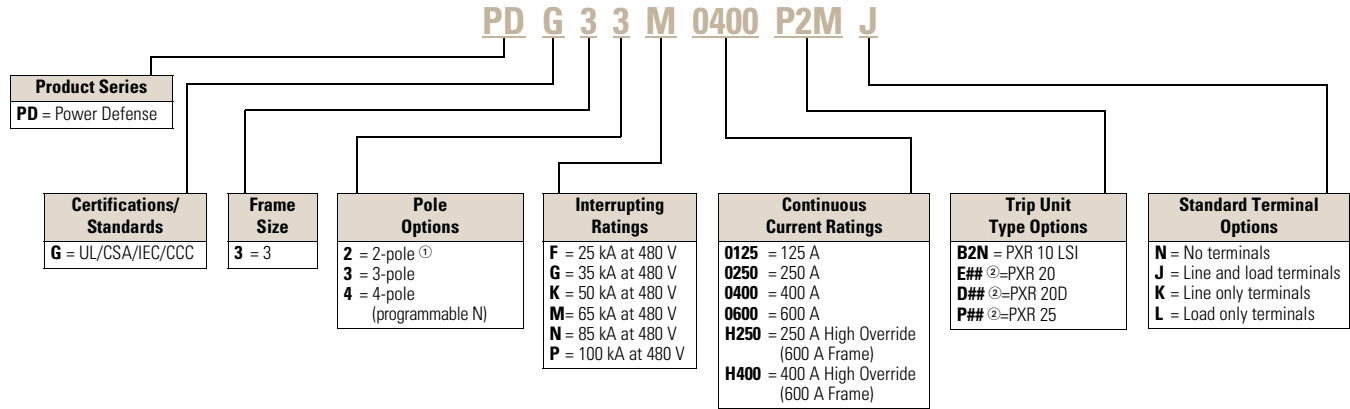 PD G 3 3 M 0400 P2M J
Product Series
PD = Power Defense
Certifications/
Standards
G = UL/CSA/IEC/CCC
Frame
Size
3 = 3
Pole
Options
2 = 2-pole ①
3 = 3-pole
4 = 4-pole
(programmable N)
Interrupting
Ratings
F = 25 kA at 480 V
G = 35 kA at 480 V
K = 50 kA at 480 V
M= 65 kA at 480 V
N = 85 kA at 480 V
P = 100 kA at 480 V
Continuous
Current Ratings
0125 = 125 A
0250 = 250 A
0400 = 400 A
0600 = 600 A
H250 = 250 A High Override
(600 A Frame)
H400 = 400 A High Override
(600 A Frame)
Trip Unit
Type Options
B2N = PXR 10 LSI
E## ②=PXR 20
D## ②=PXR 20D
P## ②=PXR 25
Standard Terminal
Options
N = No terminals
J = Line and load terminals
K = Line only terminals
L = Load only terminals